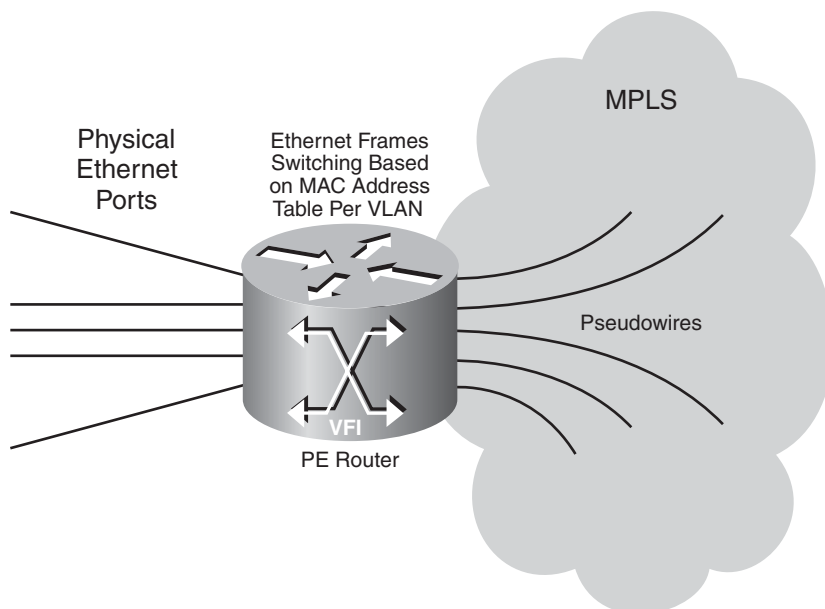 Physical
Ethernet
Ports
Ethernet Frames
Switching Based
on MAC Address
Table Per VLAN
MPLS
Pseudowires
VFI
PE Router